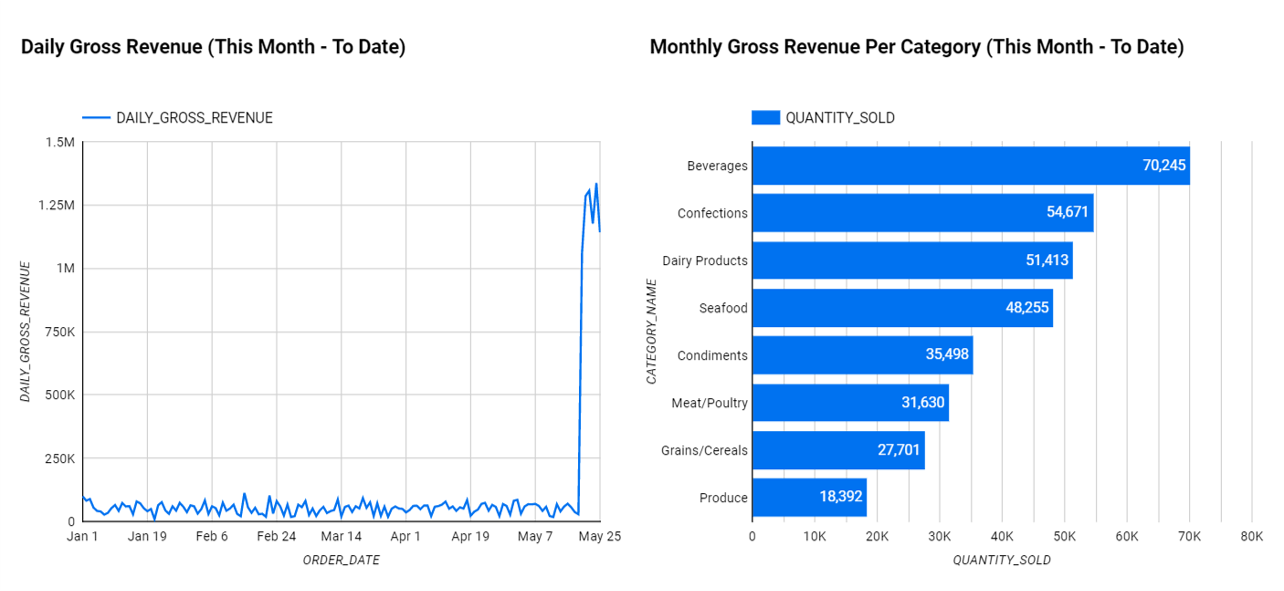 Daily Gross Revenue (This Month - To Date)
DAILY_GROSS_REVENUE
1.5M
1.25M
1M
750K
500K
250K
0
DAILY_GROSS_REVENUE
Jan 1 Jan 19 Feb 6 Feb 24 Mar 14 Apr 1 Apr 19 May 7 May 25
ORDER_DATE
Monthly Gross Revenue Per Category (This Month - To Date)
QUANTITY_SOLD
CATEGORY_NAME
Beverages 70,245
Confections 54,671
Dairy Products 51,413
Seafood 48,255
Condiments 35,498
Meat/Poultry 31,630
Grains/Cereals 27,701
Produce 18,392
0 10K 20K 30K 40K 50K 60K 70K 80K
QUANTITY_SOLD